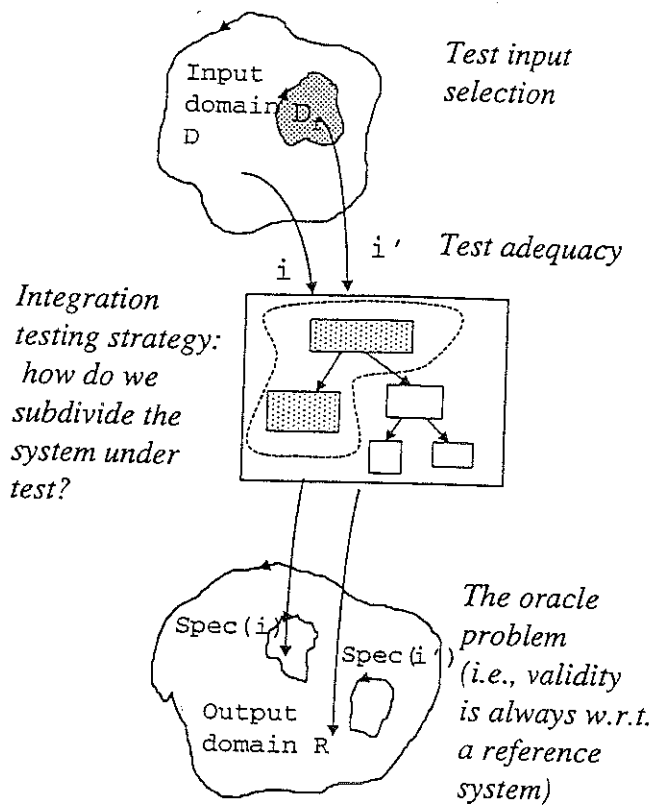 Test input
selection
Input
domain
D
Df
i
i'
Test adequacy
Integration
testing strategy:
how do we
subdivide the
system under
test?
Spec(i)
Spec(i')
Output
domain R
The oracle
problem
(i.e., validity
is always w.r.t.
a reference
system)